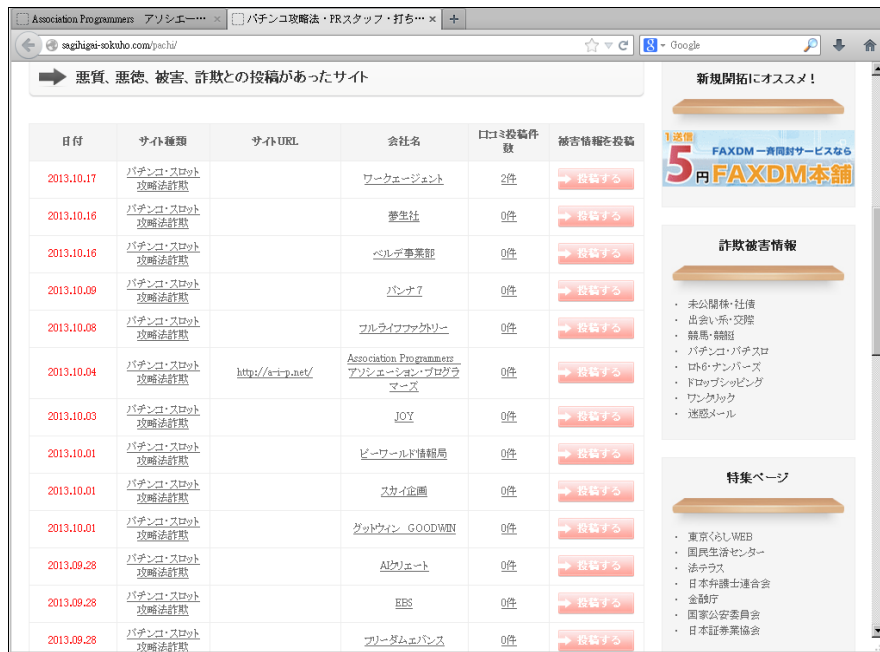 Association Programmers アソシエー…
パチンコ攻略法・PRスタッフ・打ち…
sagihigai-sokuho.com/pachi/
Google
悪質、悪徳、被害、詐欺との投稿があったサイト
日付 サイト種類 サイトURL 会社名 口コミ投稿件数 被害情報を投稿
2013.10.17 パチンコ・スロット攻略法詐欺 ワークエージェント 2件 投稿する
2013.10.16 パチンコ・スロット攻略法詐欺 夢生社 0件 投稿する
2013.10.16 パチンコ・スロット攻略法詐欺 ベルデ事業部 0件 投稿する
2013.10.09 パチンコ・スロット攻略法詐欺 パンナ7 0件 投稿する
2013.10.08 パチンコ・スロット攻略法詐欺 フルライフファクトリー 0件 投稿する
2013.10.04 パチンコ・スロット攻略法詐欺 http://a-i-p.net/ Association Programmers アソシエーション・プログラマーズ 0件 投稿する
2013.10.03 パチンコ・スロット攻略法詐欺 JOY 0件 投稿する
2013.10.01 パチンコ・スロット攻略法詐欺 ビーワールド情報局 0件 投稿する
2013.10.01 パチンコ・スロット攻略法詐欺 スカイ企画 0件 投稿する
2013.10.01 パチンコ・スロット攻略法詐欺 グットウィン GOODWIN 0件 投稿する
2013.09.28 パチンコ・スロット攻略法詐欺 AIクリエート 0件 投稿する
2013.09.28 パチンコ・スロット攻略法詐欺 EBS 0件 投稿する
2013.09.28 パチンコ・スロット攻略法詐欺 フリーダムエバンス 0件 投稿する
新規開拓にオススメ！
1送信
5円
FAXDM一斉同封サービスなら
FAXDM本舗
詐欺被害情報
・ 未公開株・社債
・ 出会い系・交際
・ 競馬・競艇
・ パチンコ・パチスロ
・ ロト6・ナンバーズ
・ ドロップシッピング
・ ワンクリック
・ 迷惑メール
特集ページ
・ 東京くらしWEB
・ 国民生活センター
・ 法テラス
・ 日本弁護士連合会
・ 金融庁
・ 国家公安委員会
・ 日本証券業協会